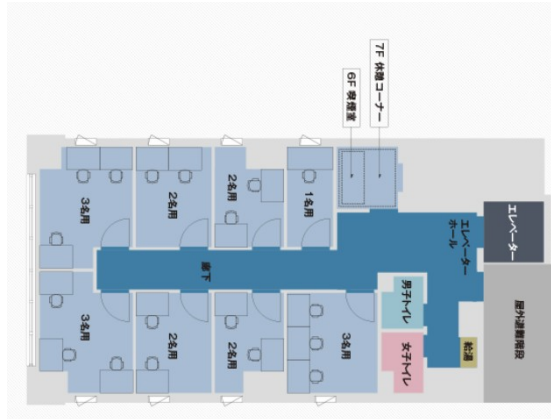 7F 休憩コーナー
6F 喫煙室
エレベーター
エレベーター
ホール
屋外避難階段
1名用
2名用
2名用
3名用
廊下
男子トイレ
女子トイレ
給湯
3名用
2名用
2名用
3名用